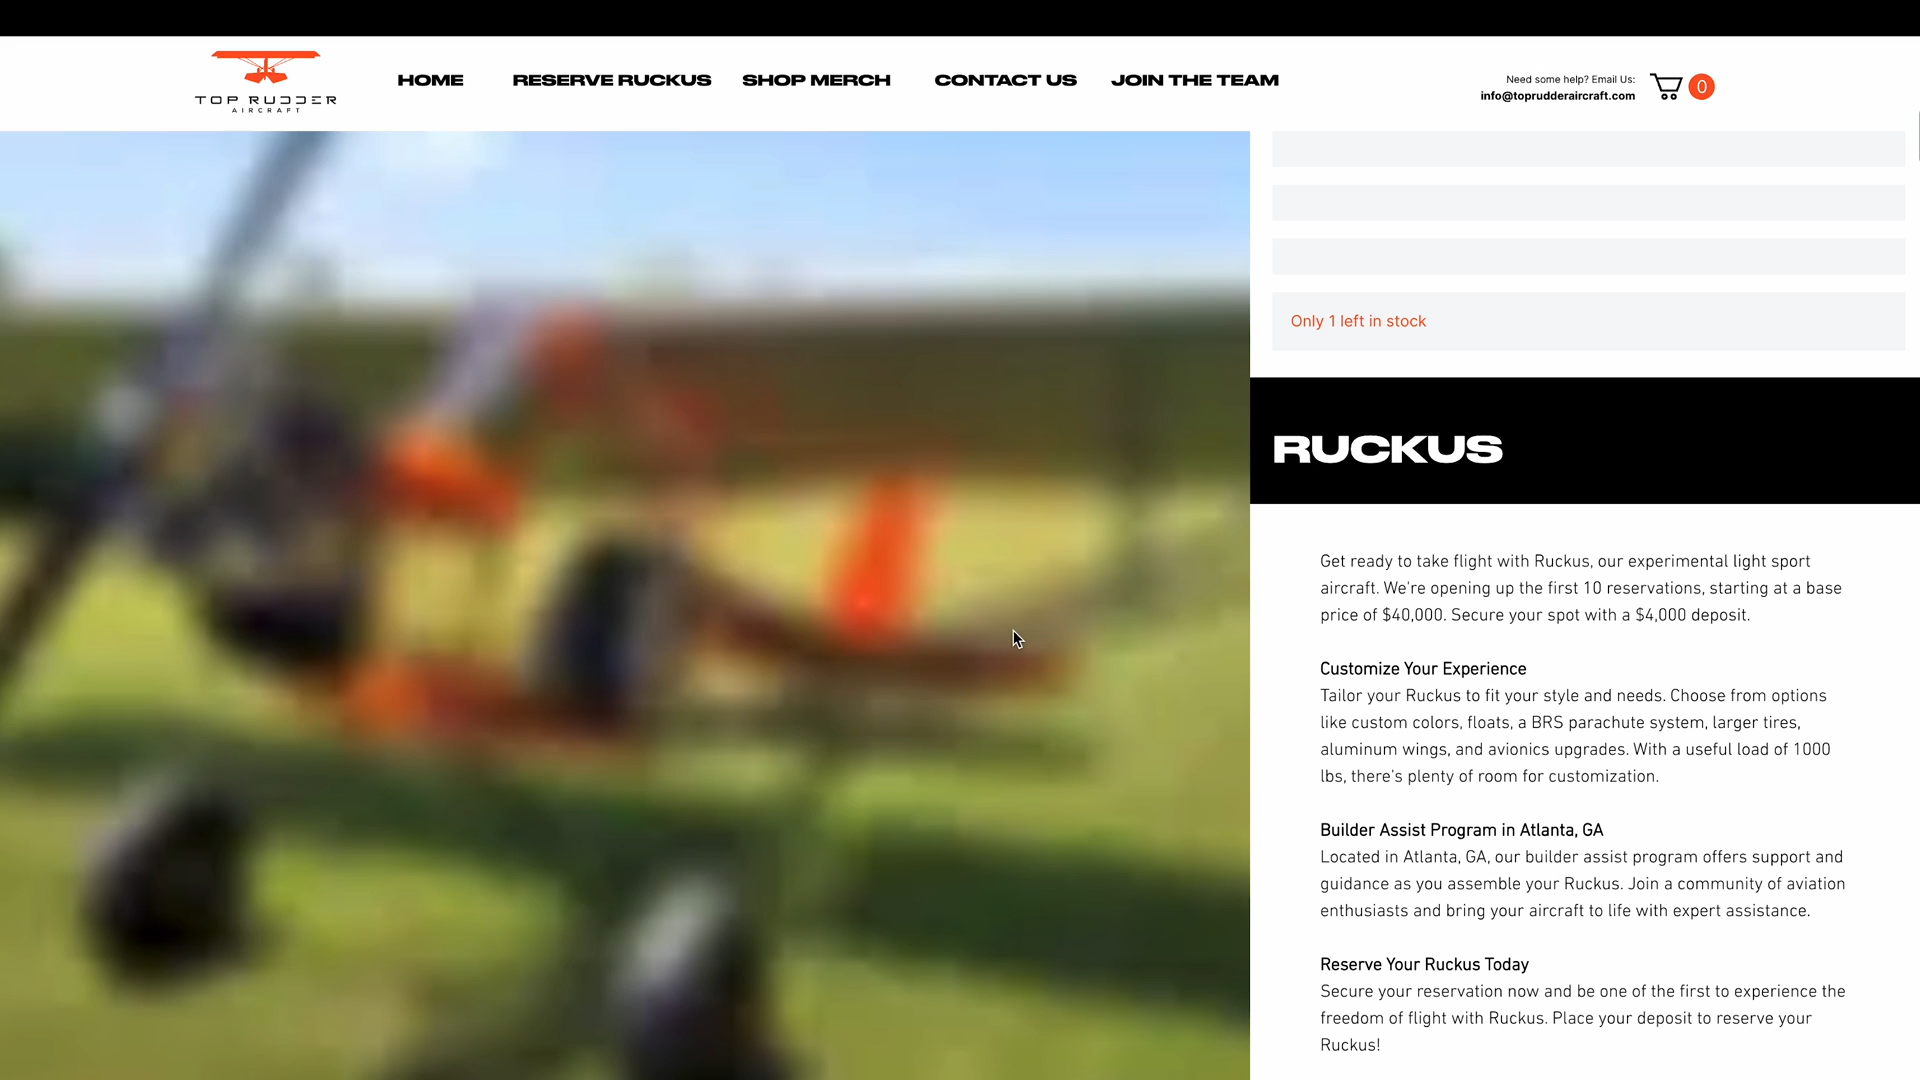 TOP RUDDER
AIRCRAFT
HOME
RESERVE RUCKUS
SHOP MERCH
CONTACT US
JOIN THE TEAM
Need some help? Email Us:
info@toprudderaircraft.com
0
Only 1 left in stock
RUCKUS
Get ready to take flight with Ruckus, our experimental light sport
aircraft. We're opening up the first 10 reservations, starting at a base
price of $40,000. Secure your spot with a $4,000 deposit.
Customize Your Experience
Tailor your Ruckus to fit your style and needs. Choose from options
like custom colors, floats, a BRS parachute system, larger tires,
aluminum wings, and avionics upgrades. With a useful load of 1000
lbs, there's plenty of room for customization.
Builder Assist Program in Atlanta, GA
Located in Atlanta, GA, our builder assist program offers support and
guidance as you assemble your Ruckus. Join a community of aviation
enthusiasts and bring your aircraft to life with expert assistance.
Reserve Your Ruckus Today
Secure your reservation now and be one of the first to experience the
freedom of flight with Ruckus. Place your deposit to reserve your
Ruckus!